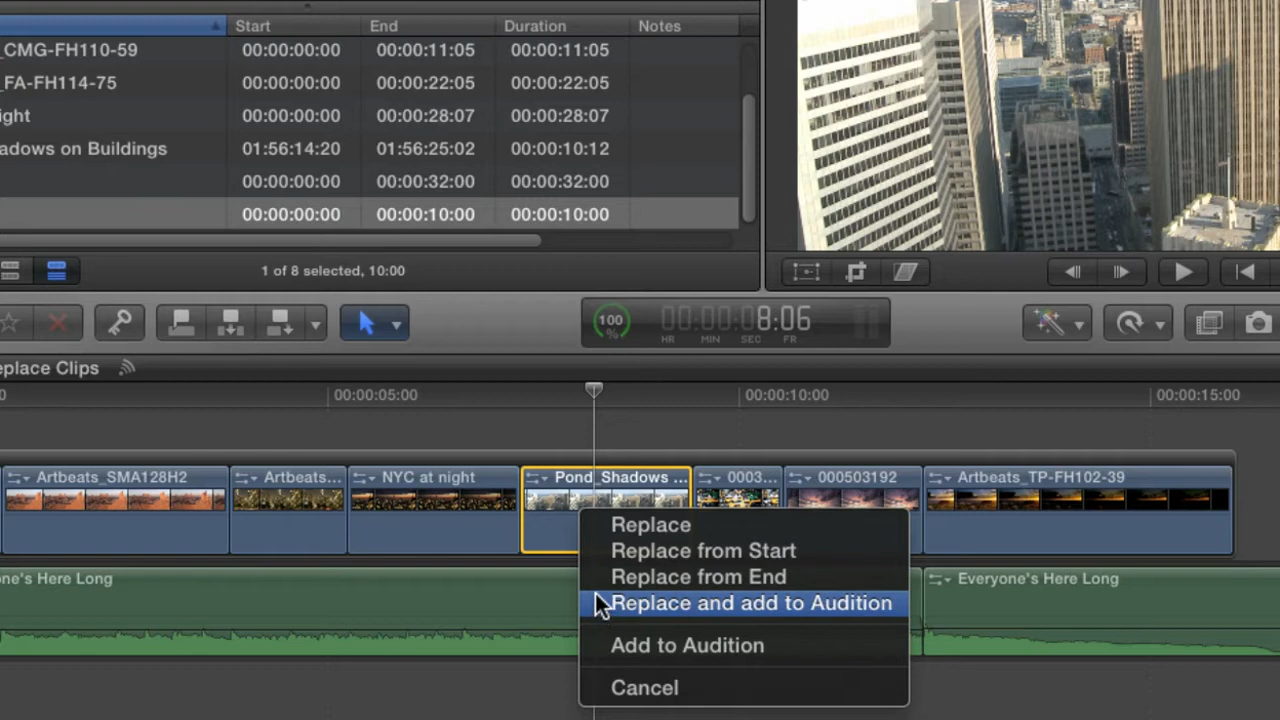 Start End Duration Notes
_CMG-FH110-59 00:00:00:00 00:00:11:05 00:00:11:05
_FA-FH114-75 00:00:00:00 00:00:22:05 00:00:22:05
ight 00:00:00:00 00:00:28:07 00:00:28:07
adows on Buildings 01:56:14:20 01:56:25:02 00:00:10:12
00:00:00:00 00:00:32:00 00:00:32:00
00:00:00:00 00:00:10:00 00:00:10:00
1 of 8 selected, 10:00
100 % 00:00:08:06
HR MIN SEC FR
eplace Clips
0 00:00:05:00 00:00:10:00 00:00:15:00
Artbeats_SMA128H2 Artbeats... NYC at night Pond_Shadows ... 0003... 000503192 Artbeats_TP-FH102-39
Replace
Replace from Start
Replace from End
Replace and add to Audition
Add to Audition
Cancel
ne's Here Long Everyone's Here Long